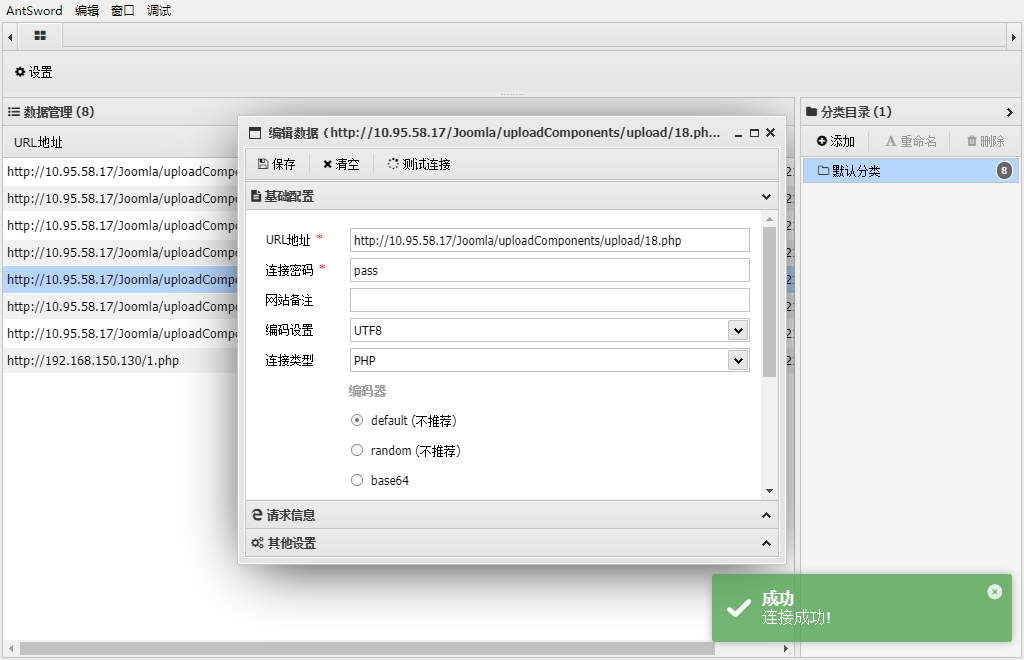 AntSword 编辑 窗口 调试
设置
数据管理 (8)
URL地址
http://10.95.58.17/Joomla/uploadCompo
http://10.95.58.17/Joomla/uploadCompo
http://10.95.58.17/Joomla/uploadCompo
http://10.95.58.17/Joomla/uploadCompo
http://10.95.58.17/Joomla/uploadCompo
http://10.95.58.17/Joomla/uploadCompo
http://10.95.58.17/Joomla/uploadCompo
http://192.168.150.130/1.php
编辑数据 (http://10.95.58.17/Joomla/uploadComponents/upload/18.ph...
保存 清空 测试连接
基础配置
URL地址 * http://10.95.58.17/Joomla/uploadComponents/upload/18.php
连接密码 * pass
网站备注
编码设置 UTF8
连接类型 PHP
编码器
default (不推荐)
random (不推荐)
base64
请求信息
其他设置
分类目录 (1)
添加 重命名 删除
默认分类 8
成功
连接成功!